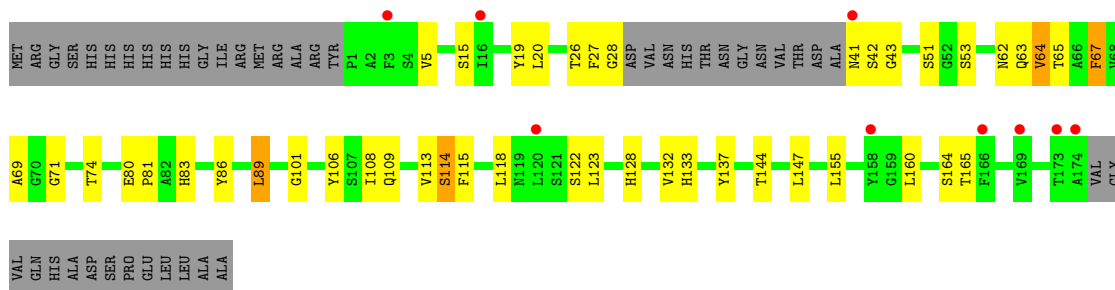 MET ARG GLY SER HIS HIS HIS HIS HIS HIS GLY ILE ARG MET ARG ALA ARG TYR P1 A2 F3 S4 V5 S15 I16 Y19 L20 T26 F27 G28 ASP VAL ASN HIS THR ASN GLY ASN VAL THR ASP ALA N41 S42 G43 S51 G52 S53 N62 Q63 V64 T65 A66 F67 V68
A69 G70 G71 T74 E80 P81 A82 H83 Y86 L89 G101 Y106 S107 I108 Q109 V113 S114 F115 L118 N119 L120 S121 S122 L123 H128 V132 H133 Y137 T144 L147 L155 Y158 G159 L160 S164 T165 F166 V169 T173 A174 VAL GLY
VAL GLN HIS ALA ASP SER PRO GLU LEU LEU ALA ALA